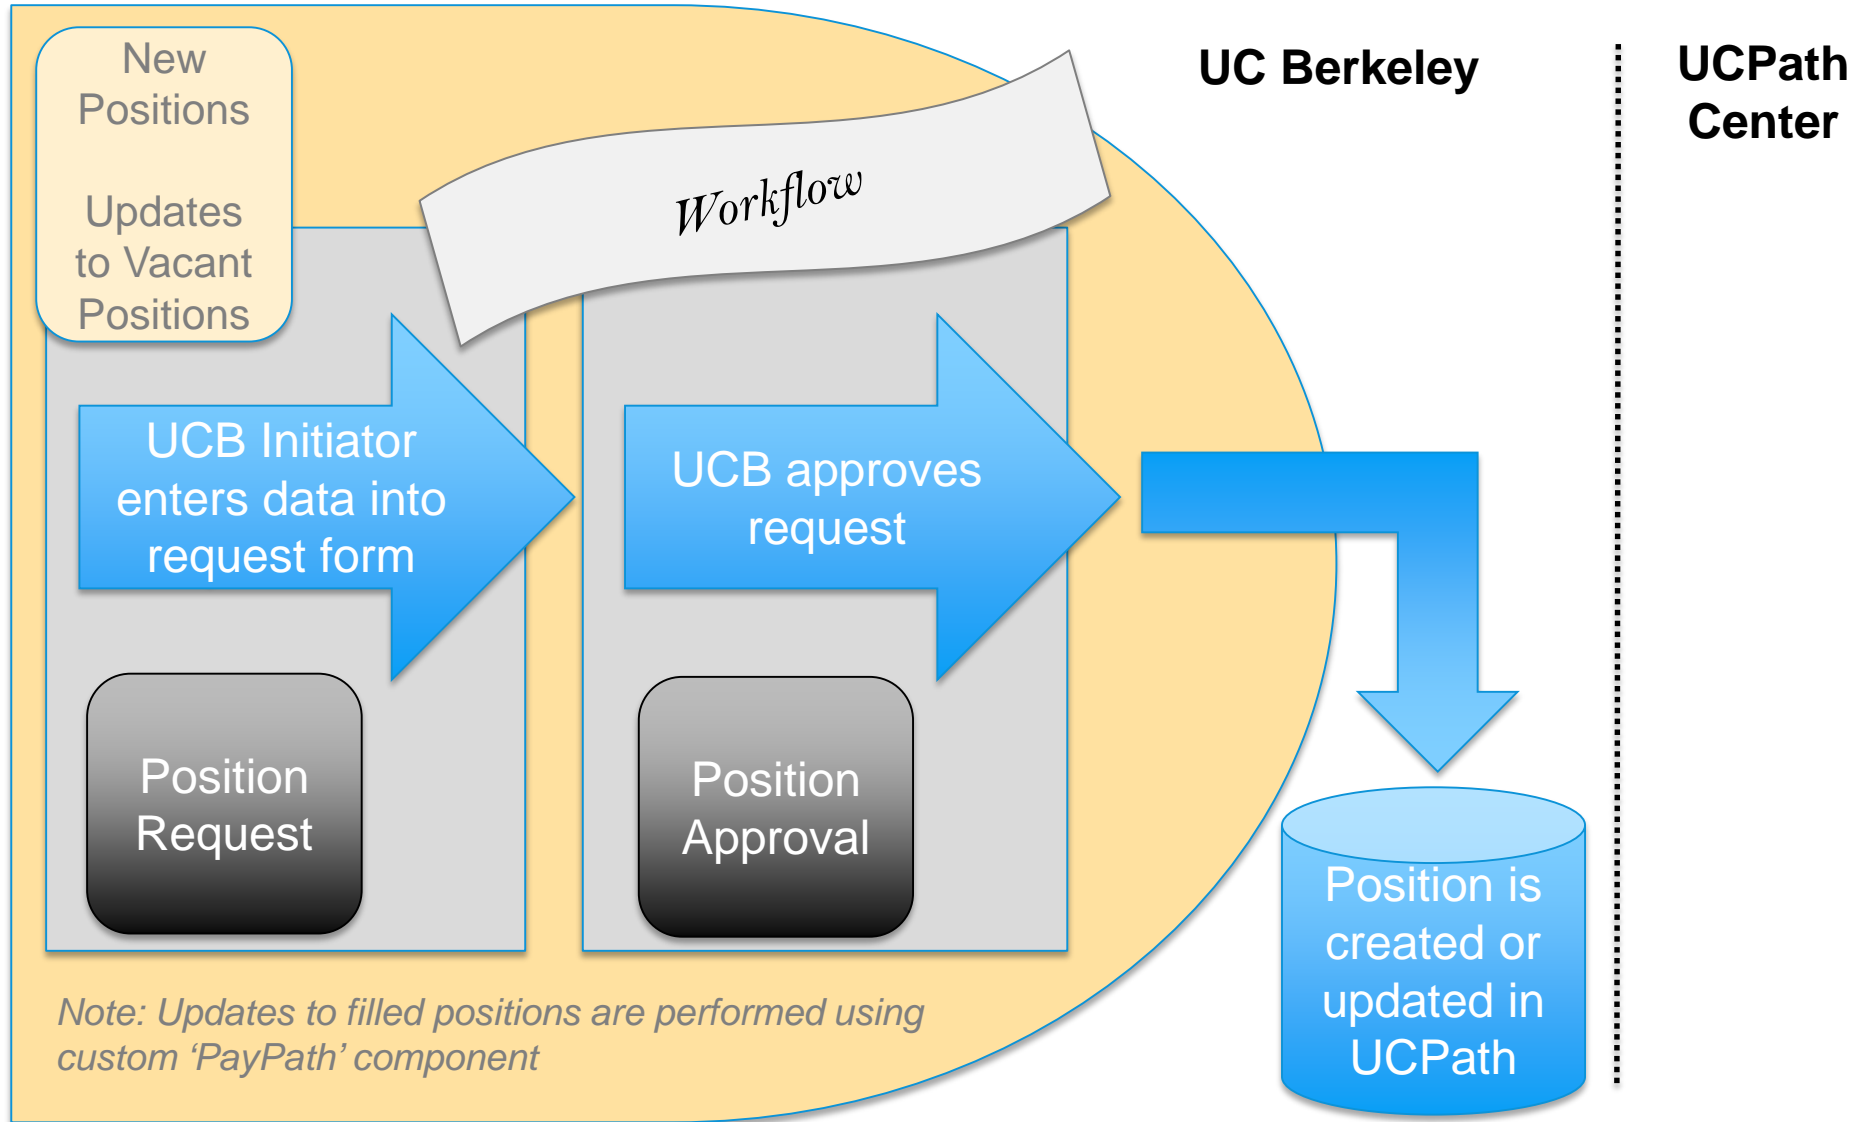 New
Positions
Updates
to Vacant
Positions
Workflow
UC Berkeley
UCPath
Center
UCB Initiator
enters data into
request form
UCB approves
request
Position
Request
Position
Approval
Position is
created or
updated in
UCPath
Note: Updates to filled positions are performed using
custom ‘PayPath’ component